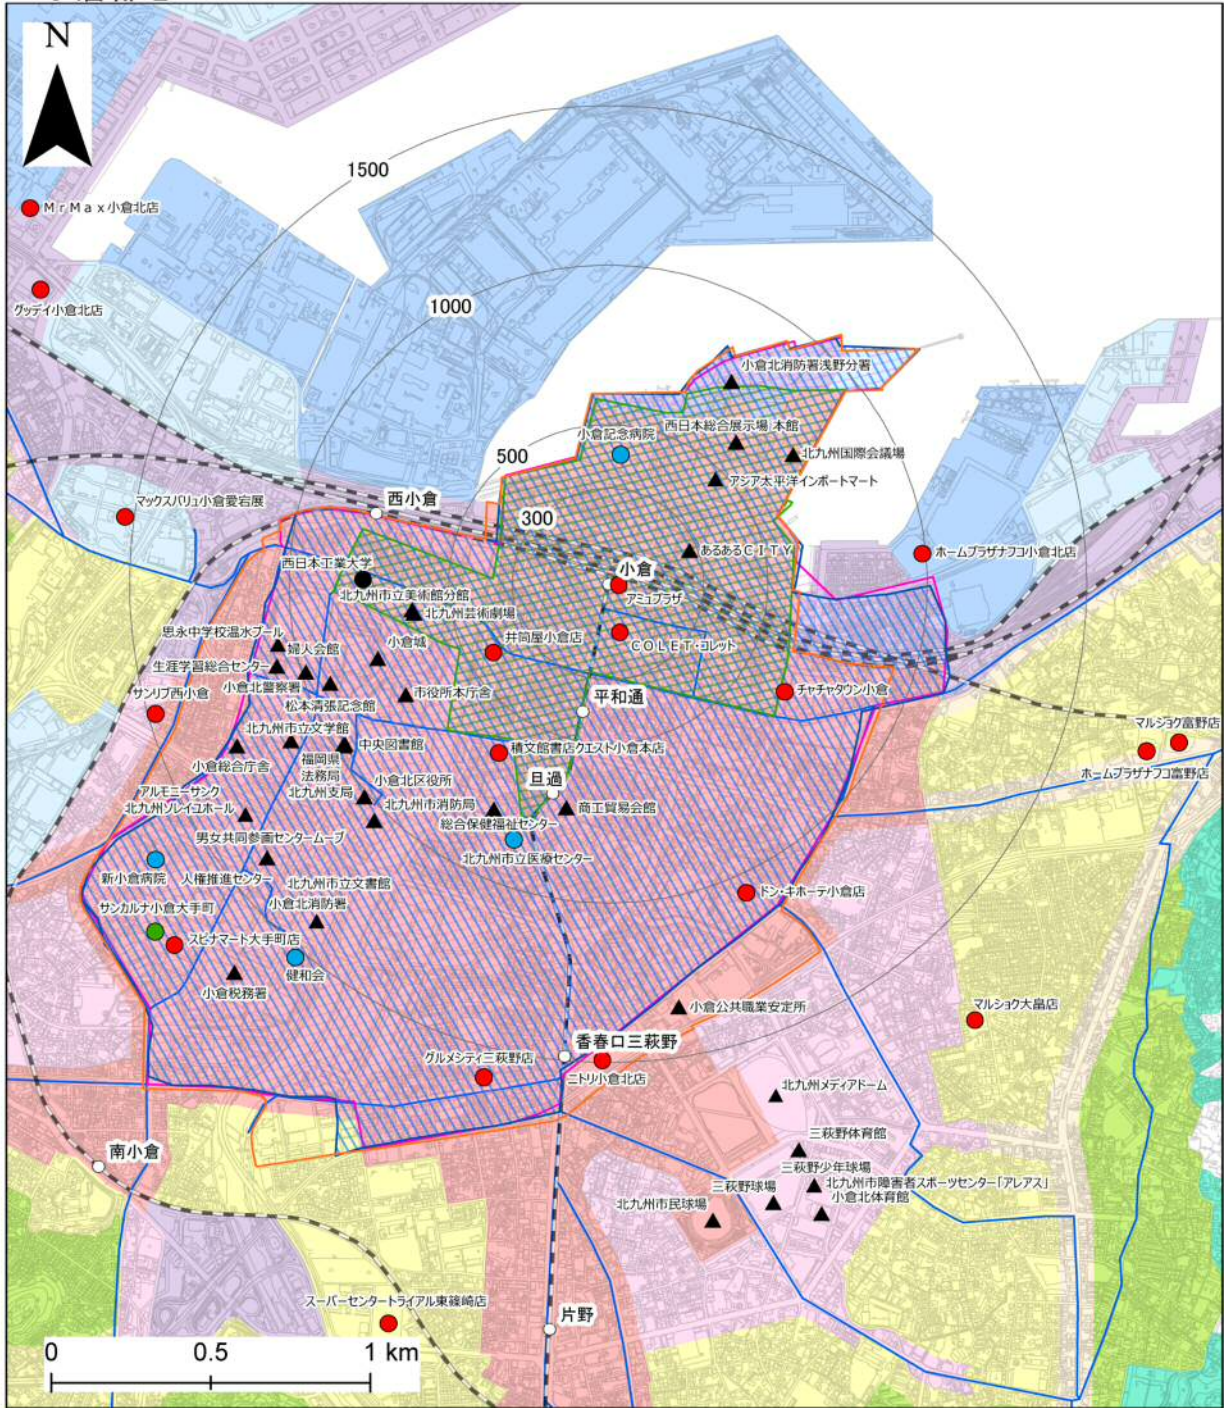 N
1500
MrMax小倉北店
グッデイ小倉北店
1000
小倉北消防署浅野分署
西日本総合展示場 本館
小倉記念病院
北九州国際会議場
500
アジア太平洋インポートマート
マックスバリュ小倉愛宕展
西小倉
300
あるあるCITY
ホームプラザナフコ小倉北店
西日本工業大学
小倉
北九州市立美術館分館
アミュプラザ
北九州芸術劇場
思永中学校温水プール
婦人会館
小倉城
井筒屋小倉店
COLET・コレット
生涯学習総合センター
小倉北警察署
サンリブ西小倉
松本清張記念館
市役所本庁舎
チャチャタウン小倉
平和通
マルショク富野店
北九州市立文学館
小倉総合庁舎
中央図書館
積文館書店クエスト小倉本店
ホームプラザナフコ富野店
福岡県
法務局
北九州支局
小倉北区役所
旦過
アルモニーサンク
北九州ソレイユホール
北九州市消防局
商工貿易会館
総合保健福祉センター
男女共同参画センタームーブ
北九州市立医療センター
新小倉病院
人権推進センター
北九州市立文書館
ドン・キホーテ小倉店
サンカルナ小倉大手町
小倉北消防署
スピナマート大手町店
健和会
小倉税務署
小倉公共職業安定所
マルショク大畠店
香春口三萩野
グルメシティ三萩野店
ニトリ小倉北店
北九州メディアドーム
三萩野体育館
南小倉
三萩野少年球場
北九州市障害者スポーツセンター「アレアス」
三萩野球場
小倉北体育館
北九州市民球場
スーパーセンタートライアル東篠崎店
片野
0 0.5 1 km